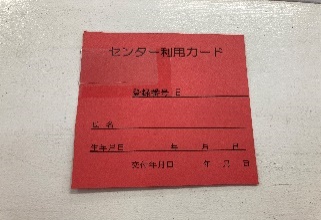 センター利用カード
登録番号 E
氏名
生年月日 年 月 日
交付年月日 年 月 日